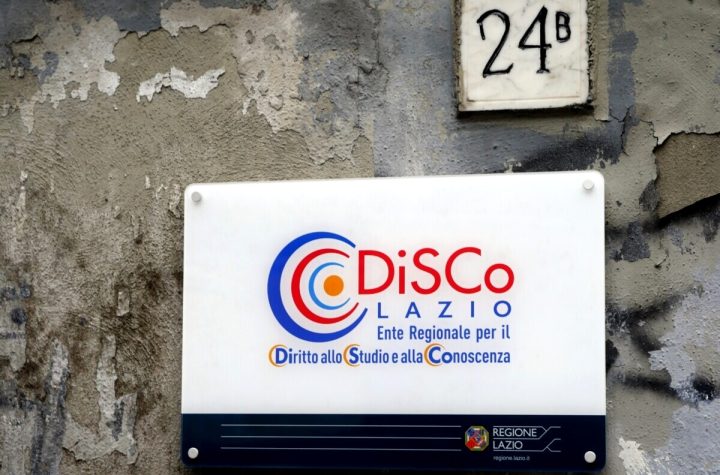 24B
DiSCo
LAZIO
Ente Regionale per il
Diritto allo Studio e alla Conoscenza
REGIONE
LAZIO
regione.lazio.it